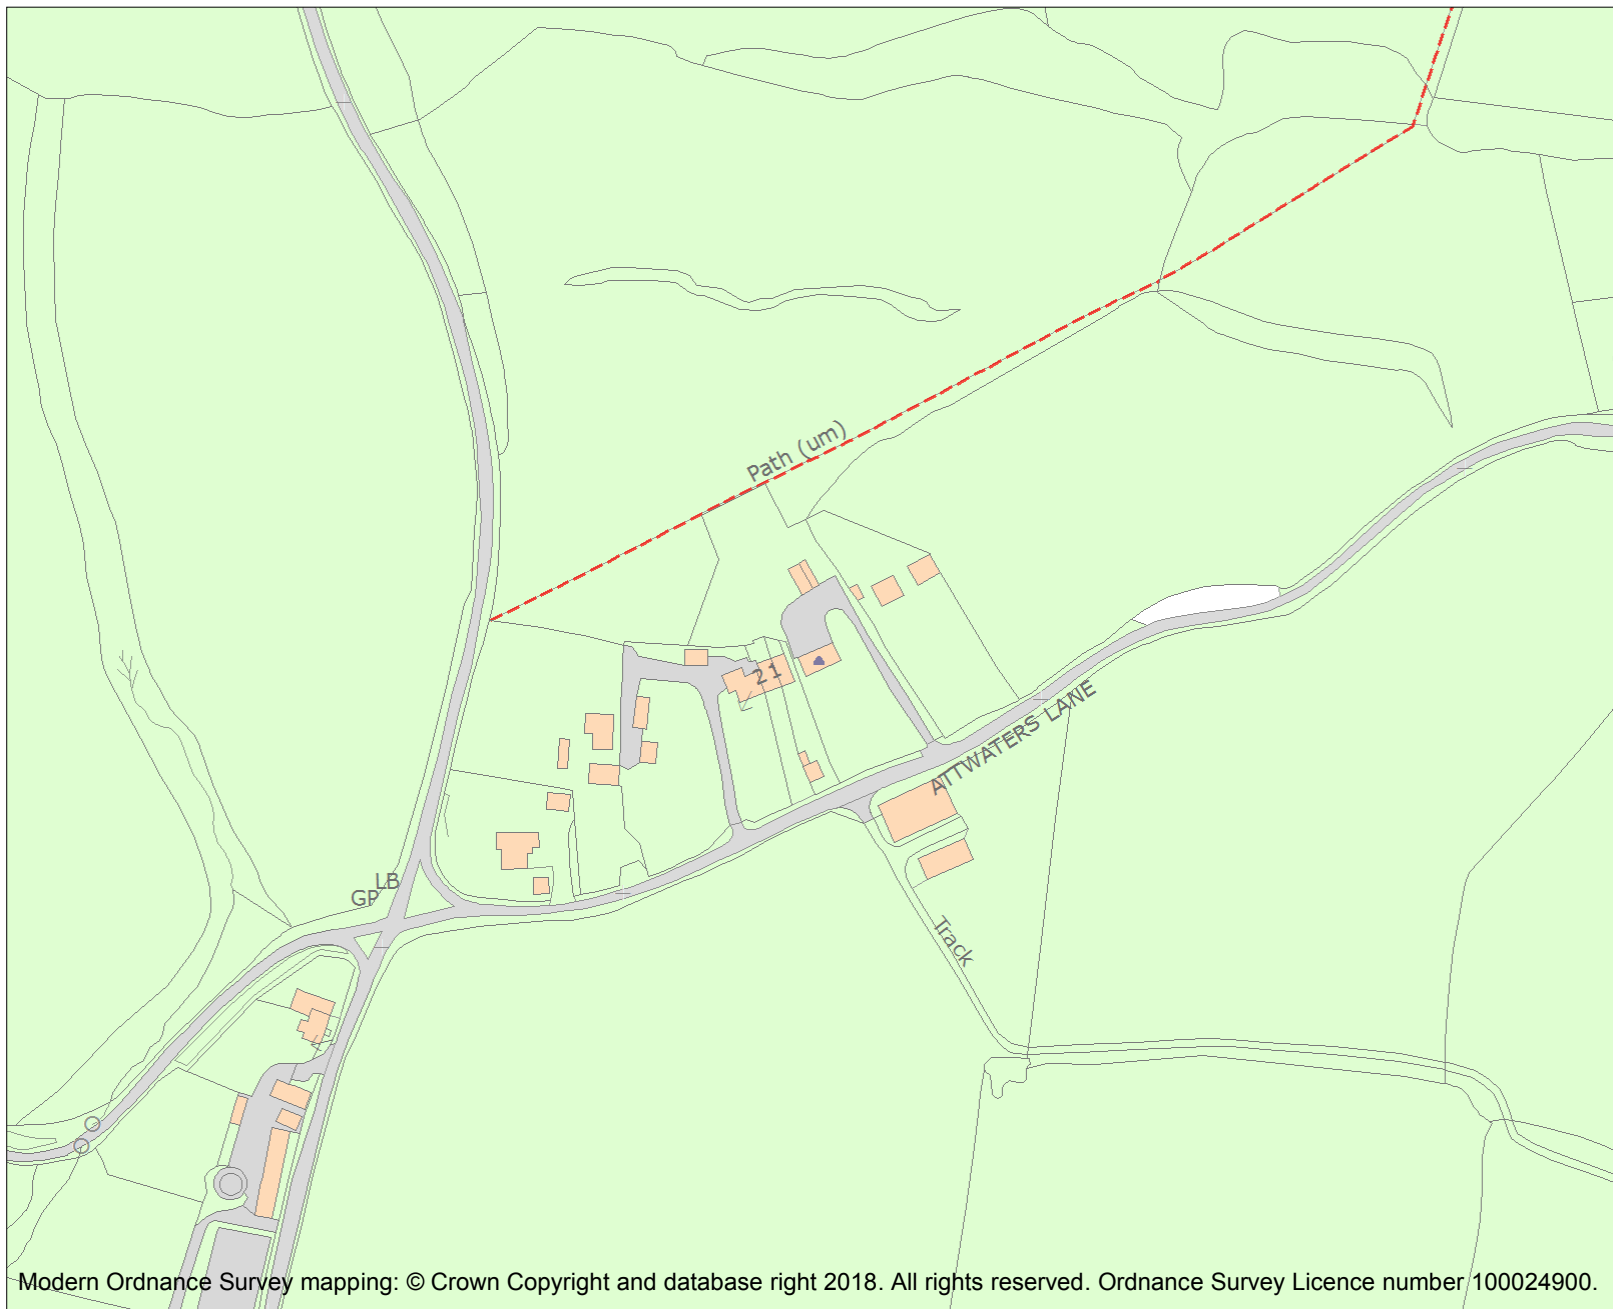 Path (um)
21
ATTWATERS LANE
LB
GP
Track
Modern Ordnance Survey mapping: © Crown Copyright and database right 2018. All rights reserved. Ordnance Survey Licence number 100024900.